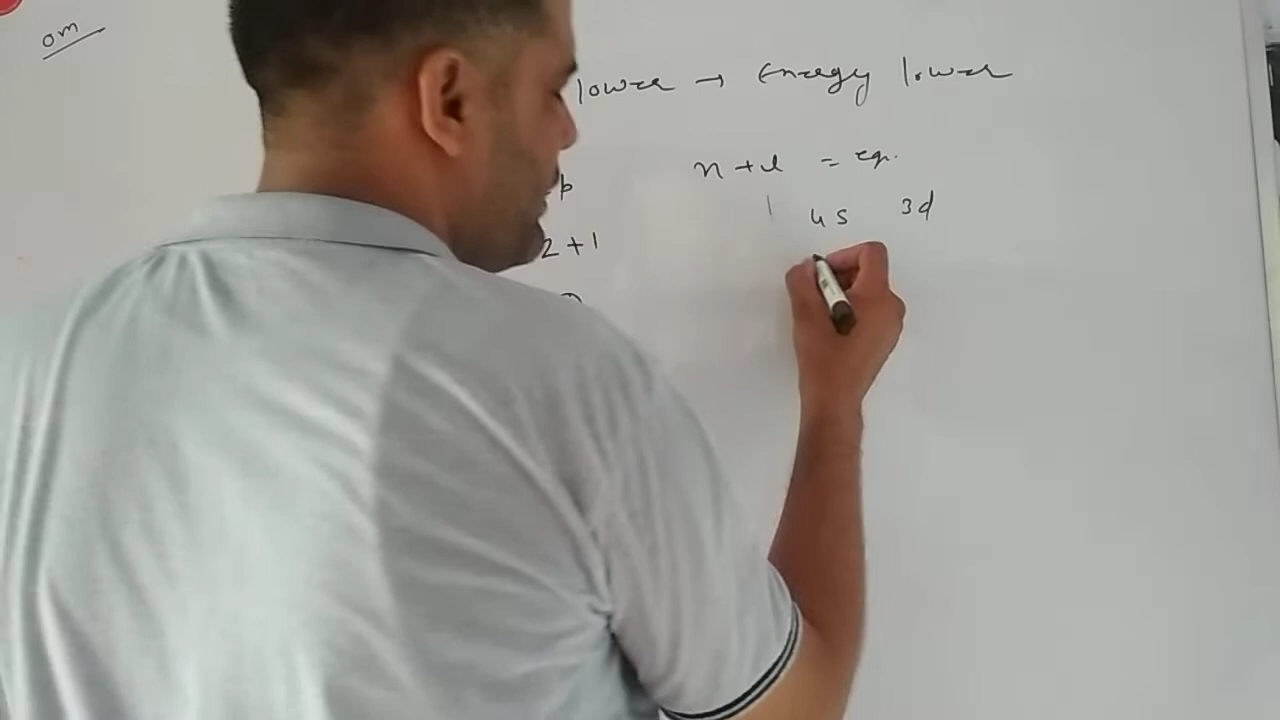 om
lower → Energy lower
n + l = eq.
p
4s 3d
2 + 1